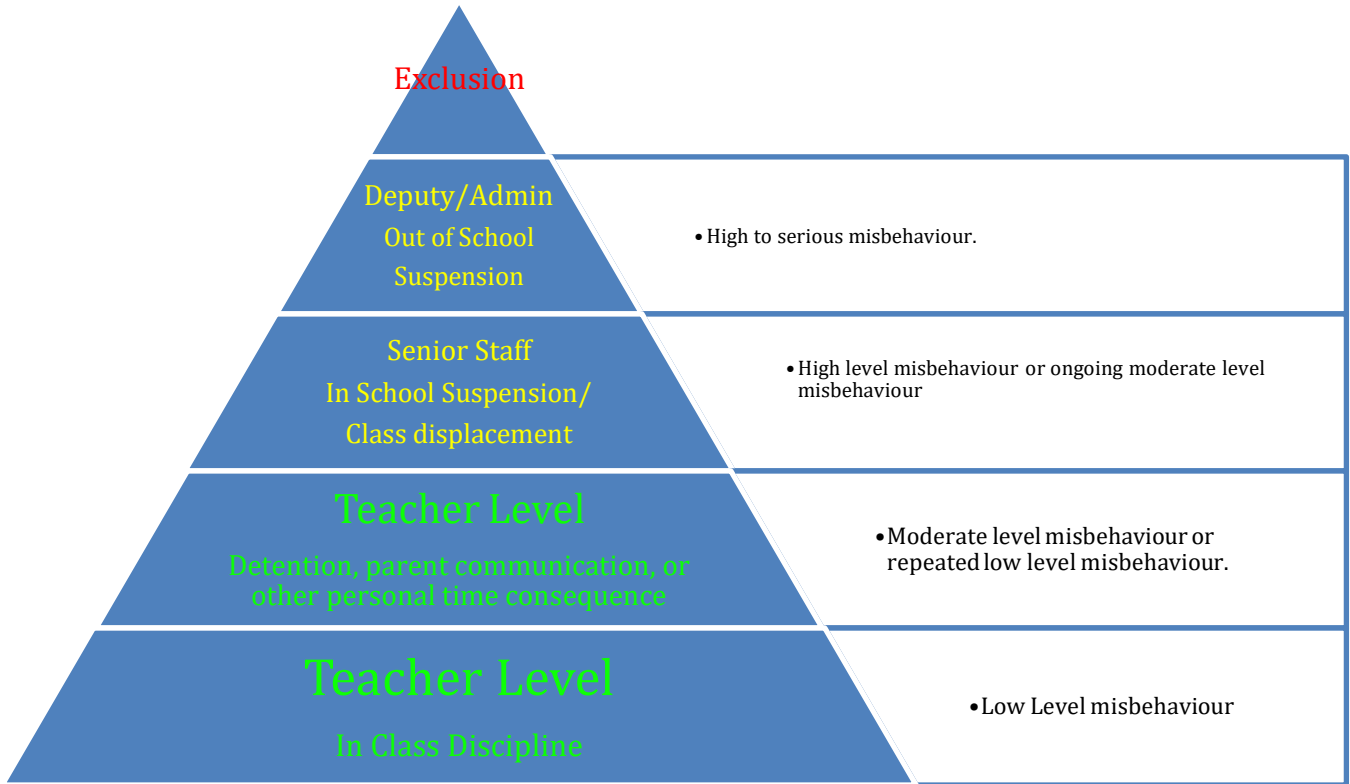 Exclusion
Deputy/Admin
Out of School
Suspension
•High to serious misbehaviour.
Senior Staff
In School Suspension/
Class displacement
•High level misbehaviour or ongoing moderate level
misbehaviour
Teacher Level
Detention, parent communication, or
other personal time consequence
•Moderate level misbehaviour or
repeated low level misbehaviour.
Teacher Level
In Class Discipline
•Low Level misbehaviour